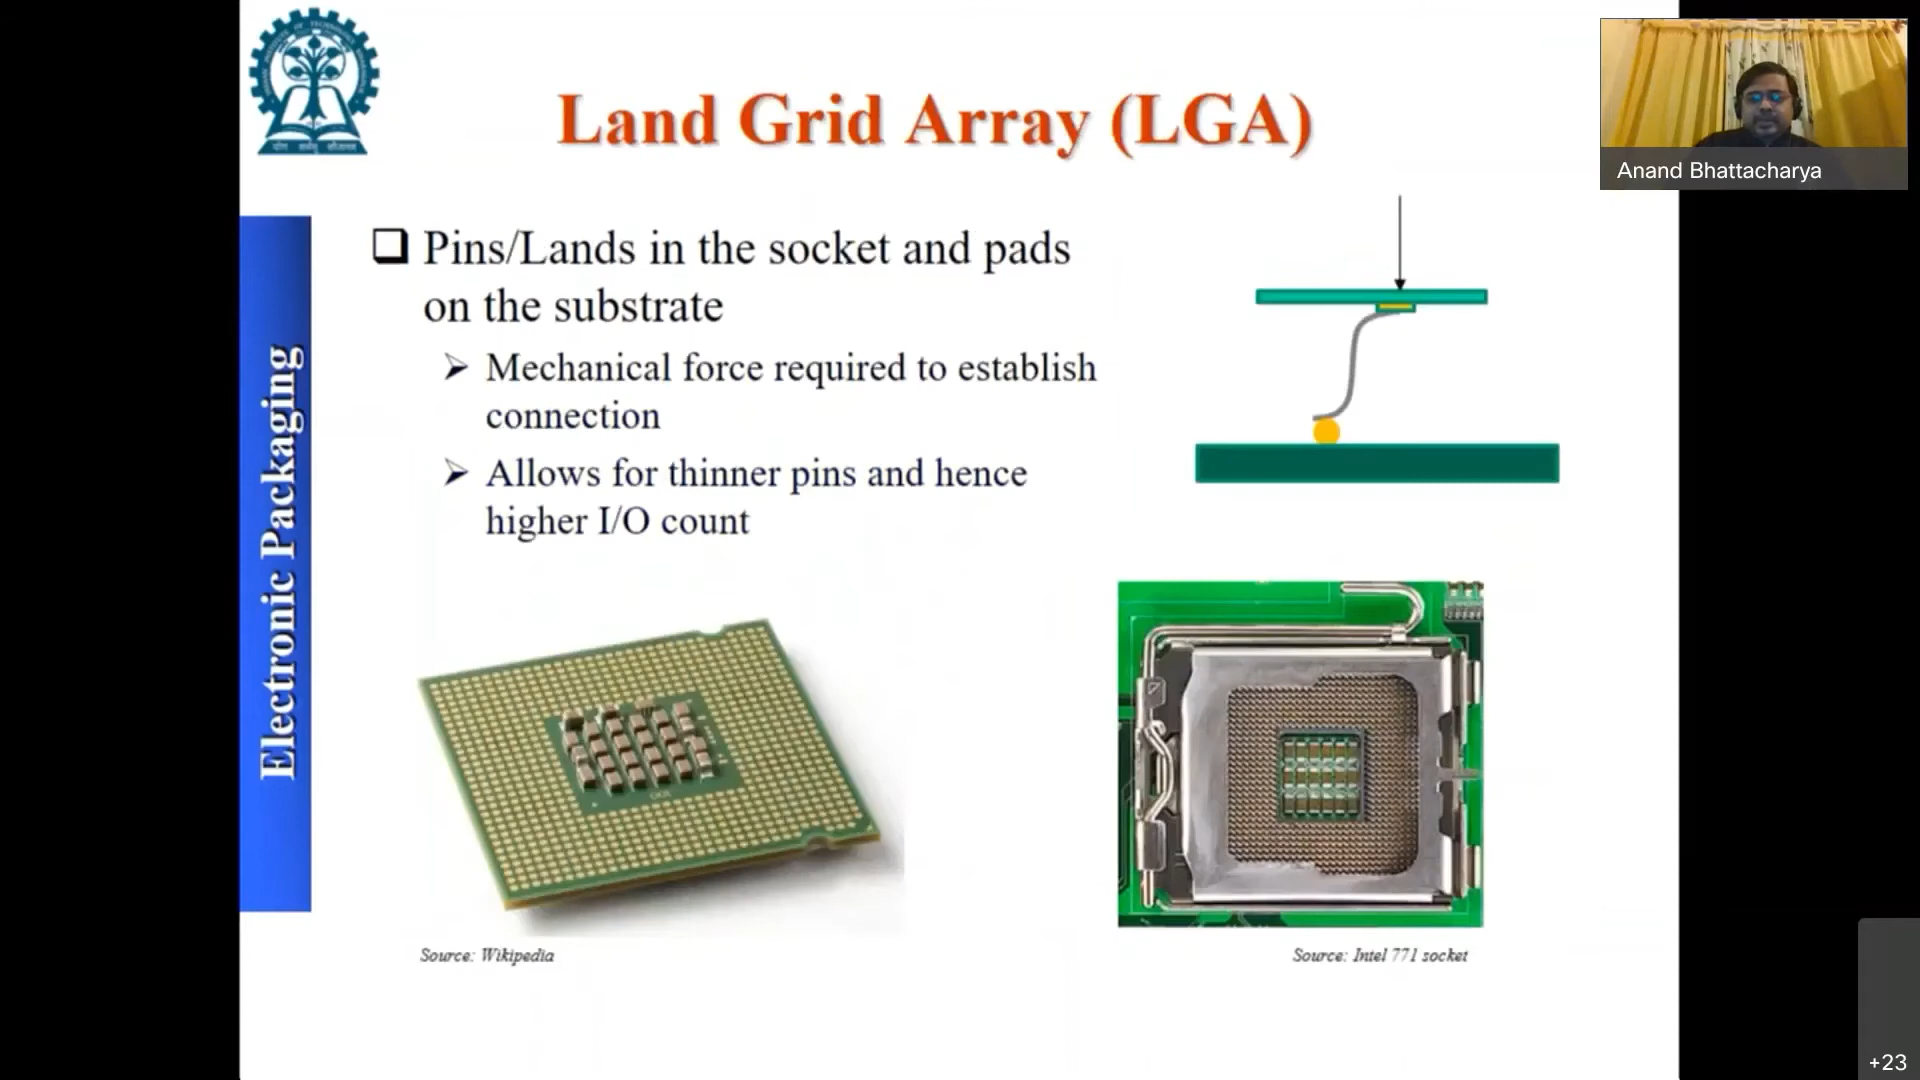 Land Grid Array (LGA)
Anand Bhattacharya
Electronic Packaging
Pins/Lands in the socket and pads
on the substrate
Mechanical force required to establish
connection
Allows for thinner pins and hence
higher I/O count
Source: Wikipedia
Source: Intel 771 socket
+23